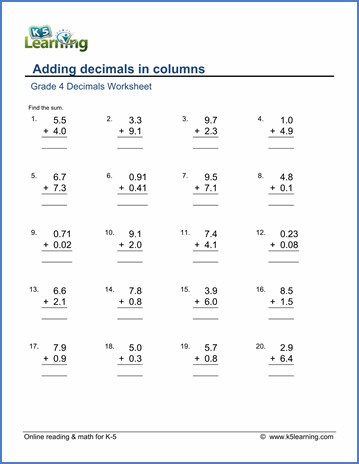 K5
Learning
Adding decimals in columns
Grade 4 Decimals Worksheet
Find the sum.
1. 5.5 2. 3.3 3. 9.7 4. 1.0
+ 4.0 + 9.1 + 2.3 + 4.9
5. 6.7 6. 0.91 7. 9.5 8. 4.8
+ 7.3 + 0.41 + 7.1 + 0.1
9. 0.71 10. 9.1 11. 7.4 12. 0.23
+ 0.02 + 2.0 + 4.1 + 0.08
13. 6.6 14. 7.8 15. 3.9 16. 8.5
+ 2.1 + 0.8 + 6.0 + 1.5
17. 7.9 18. 5.0 19. 5.7 20. 2.9
+ 0.9 + 0.3 + 0.8 + 6.4
Online reading & math for K-5 © www.k5learning.com